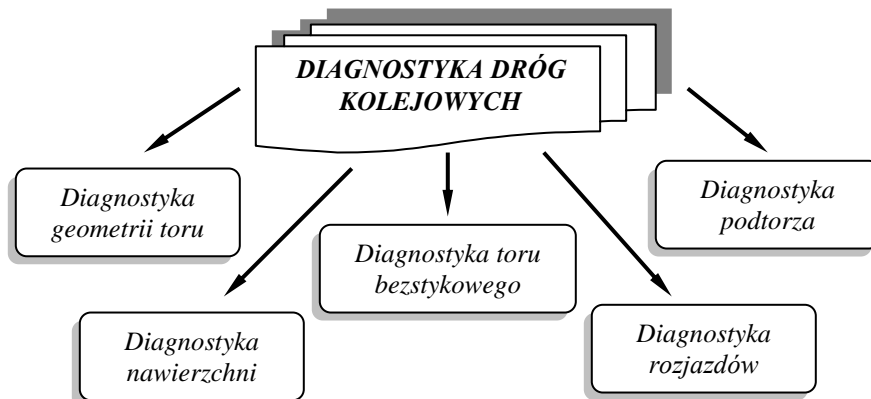 DIAGNOSTYKA DRÓG
KOLEJOWYCH
Diagnostyka
geometrii toru
Diagnostyka
nawierzchni
Diagnostyka toru
bezstykowego
Diagnostyka
rozjazdów
Diagnostyka
podtorza